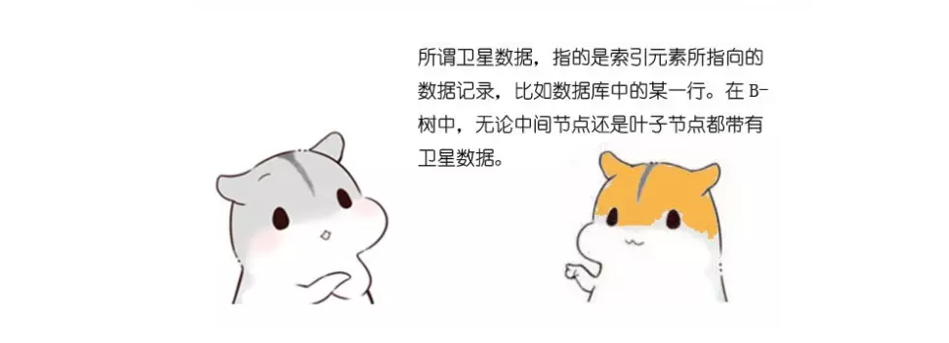 所谓卫星数据，指的是索引元素所指向的
数据记录，比如数据库中的某一行。在 B-
树中，无论中间节点还是叶子节点都带有
卫星数据。